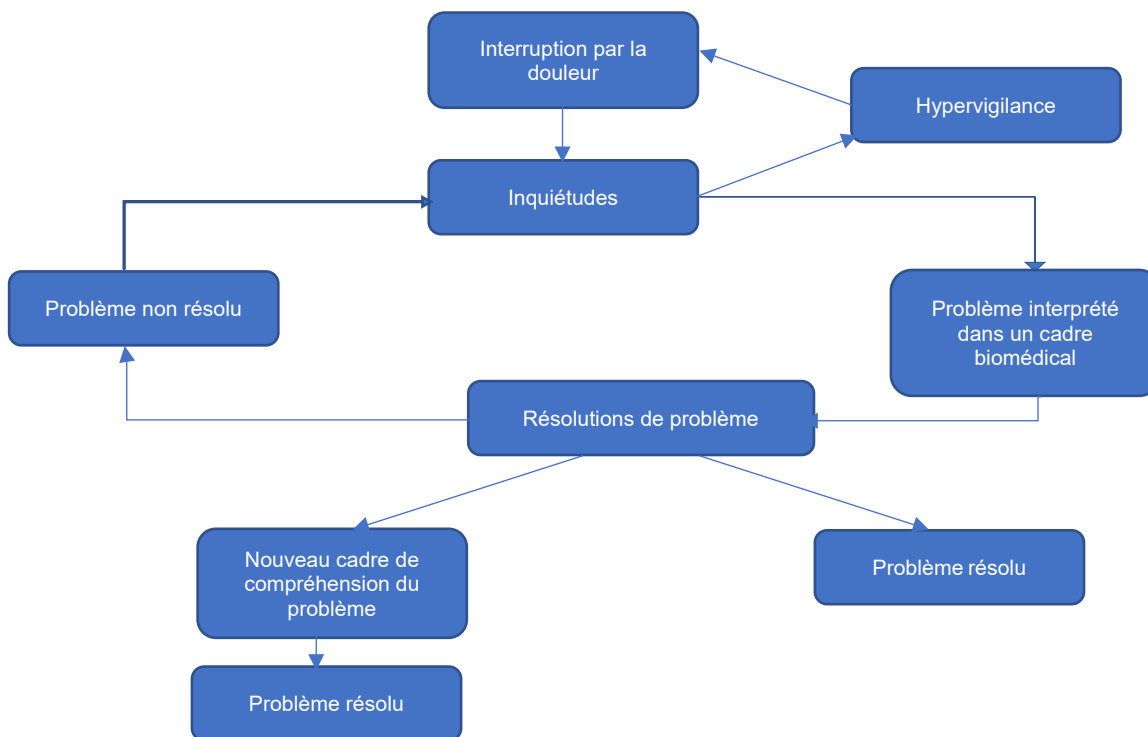 Interruption par la
douleur
Hypervigilance
Inquiétudes
Problème non résolu
Problème interprété
dans un cadre
biomédical
Résolutions de problème
Nouveau cadre de
compréhension du
problème
Problème résolu
Problème résolu